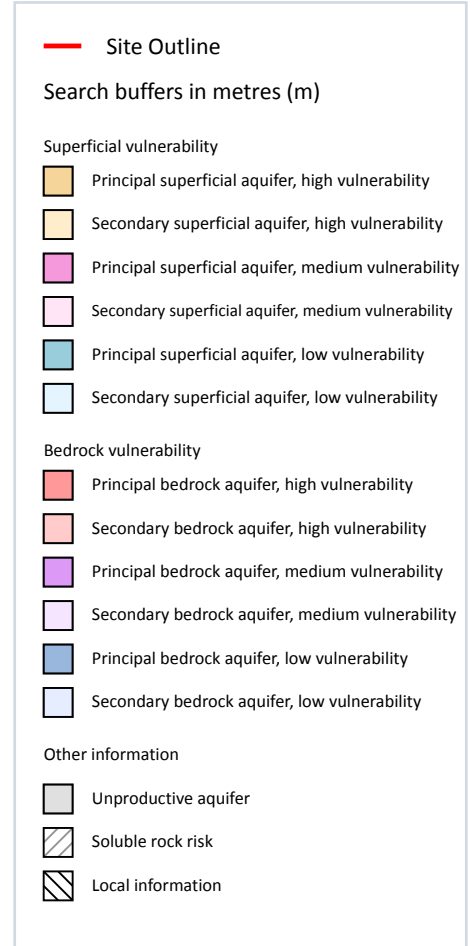 Site Outline
Search buffers in metres (m)
Superficial vulnerability
Principal superficial aquifer, high vulnerability
Secondary superficial aquifer, high vulnerability
Principal superficial aquifer, medium vulnerability
Secondary superficial aquifer, medium vulnerability
Principal superficial aquifer, low vulnerability
Secondary superficial aquifer, low vulnerability
Bedrock vulnerability
Principal bedrock aquifer, high vulnerability
Secondary bedrock aquifer, high vulnerability
Principal bedrock aquifer, medium vulnerability
Secondary bedrock aquifer, medium vulnerability
Principal bedrock aquifer, low vulnerability
Secondary bedrock aquifer, low vulnerability
Other information
Unproductive aquifer
Soluble rock risk
Local information